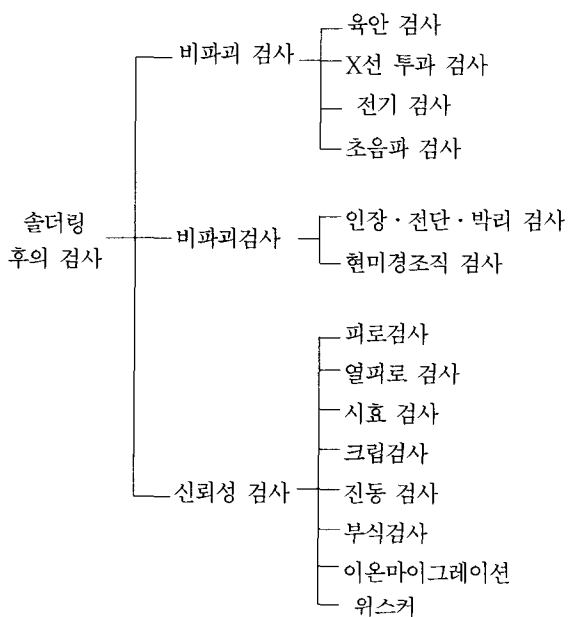 솔더링
후의 검사
비파괴 검사
육안 검사
X선 투과 검사
전기 검사
초음파 검사
비파괴검사
인장·전단·박리 검사
현미경조직 검사
신뢰성 검사
피로검사
열피로 검사
시효 검사
크립검사
진동 검사
부식검사
이온마이그레이션
위스커